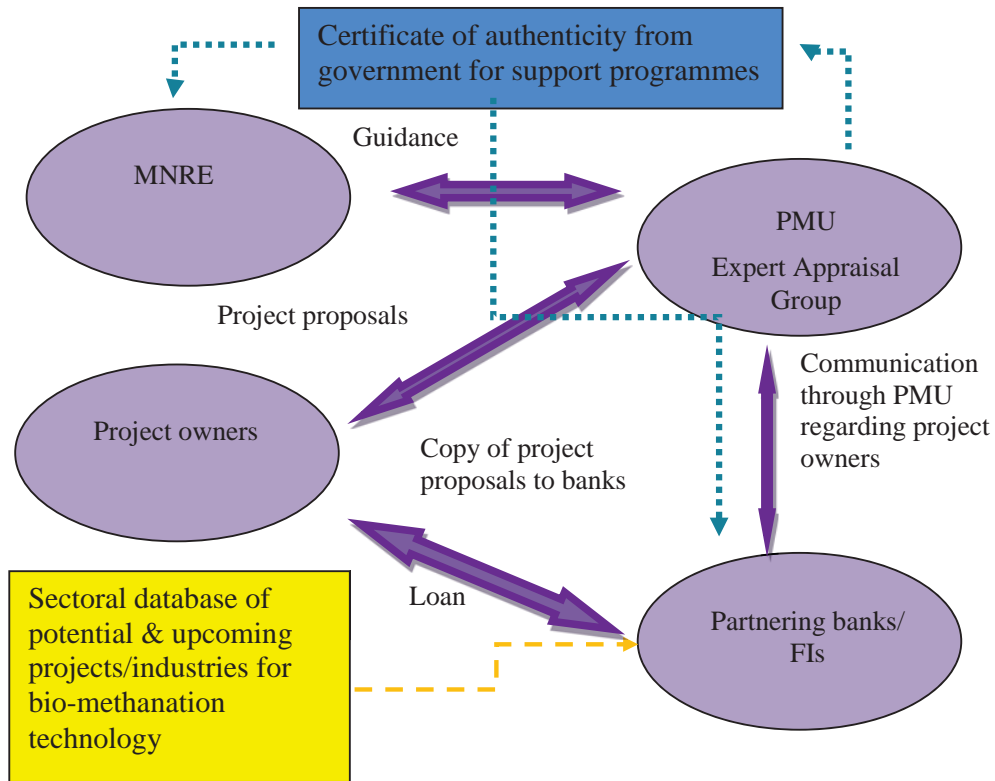 Certificate of authenticity from
government for support programmes
Guidance
MNRE
PMU
Expert Appraisal
Group
Project proposals
Communication
through PMU
regarding project
owners
Project owners
Copy of project
proposals to banks
Loan
Sectoral database of
potential & upcoming
projects/industries for
bio-methanation
technology
Partnering banks/
FIs